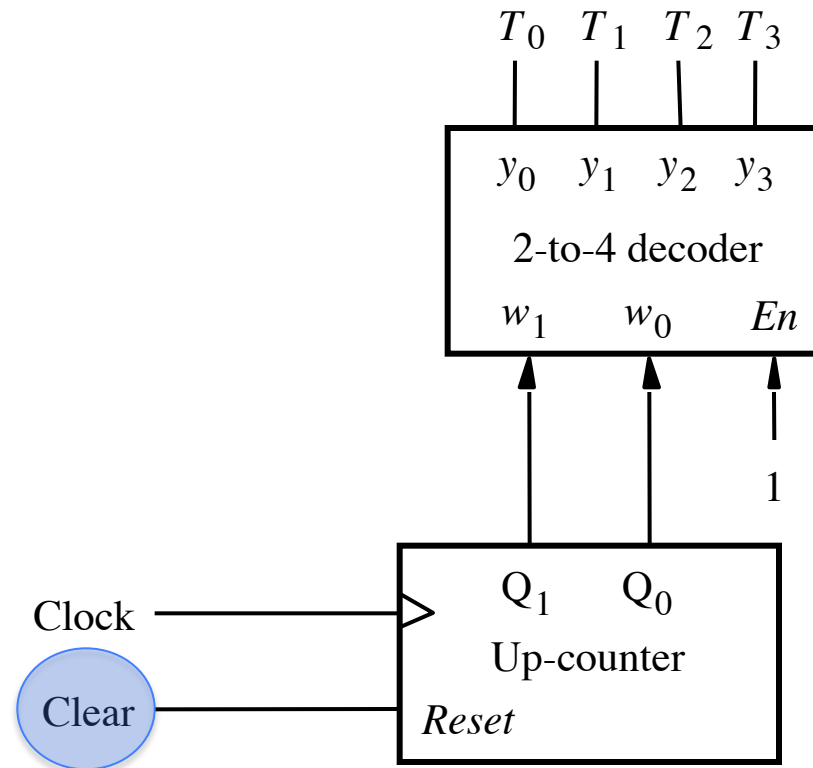 T0 T1 T2 T3
y0 y1 y2 y3
2-to-4 decoder
w1 w0 En
1
Clock
Q1 Q0
Up-counter
Clear
Reset